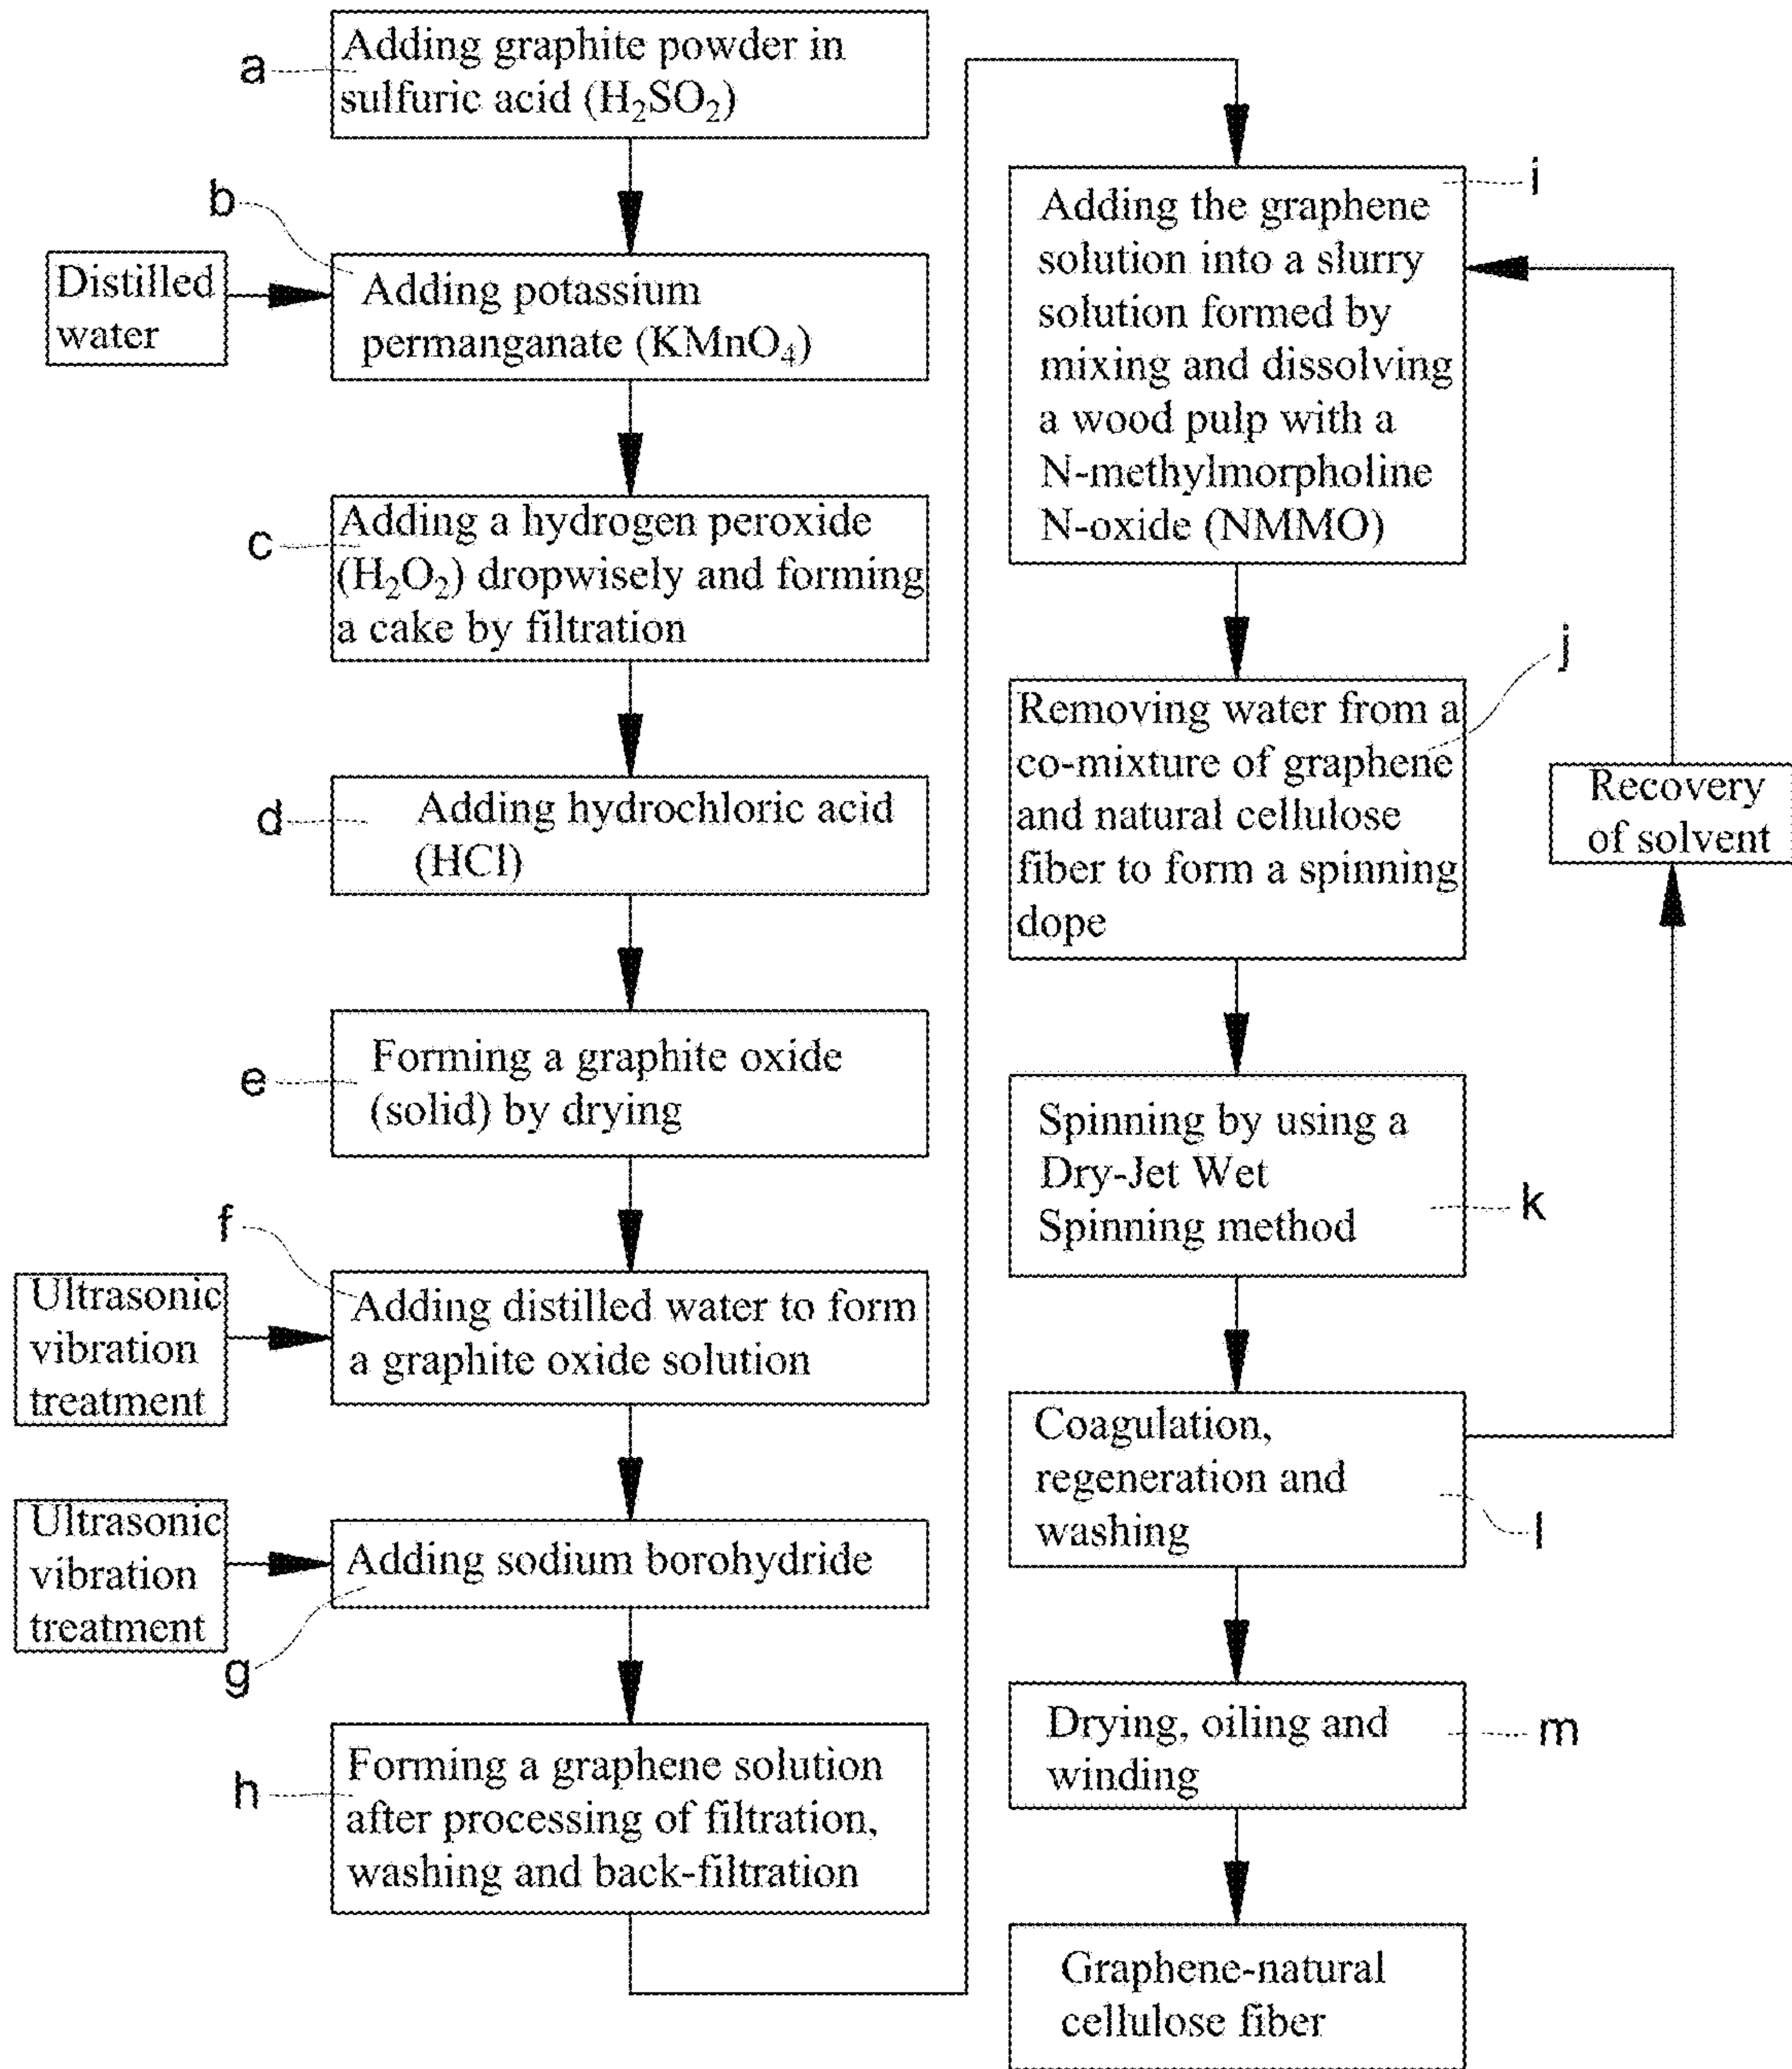 a
Adding graphite powder in
sulfuric acid (H₂SO₂)
b
Distilled
water
Adding potassium
permanganate (KMnO₄)
c
Adding a hydrogen peroxide
(H₂O₂) dropwisely and forming
a cake by filtration
d
Adding hydrochloric acid
(HCl)
e
Forming a graphite oxide
(solid) by drying
f
Ultrasonic
vibration
treatment
Adding distilled water to form
a graphite oxide solution
Ultrasonic
vibration
treatment
Adding sodium borohydride
g
h
Forming a graphene solution
after processing of filtration,
washing and back-filtration
i
Adding the graphene
solution into a slurry
solution formed by
mixing and dissolving
a wood pulp with a
N-methylmorpholine
N-oxide (NMMO)
j
Removing water from a
co-mixture of graphene
and natural cellulose
fiber to form a spinning
dope
Recovery
of solvent
Spinning by using a
Dry-Jet Wet
Spinning method
k
Coagulation,
regeneration and
washing
l
Drying, oiling and
winding
m
Graphene-natural
cellulose fiber